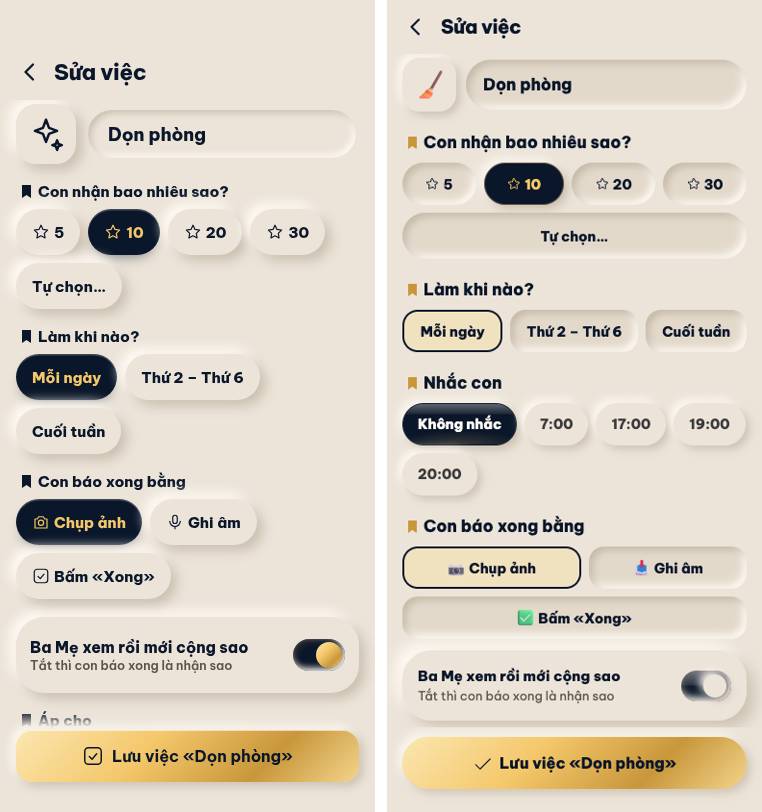 Sửa việc
Dọn phòng
Con nhận bao nhiêu sao?
5 10 20 30
Tự chọn...
Làm khi nào?
Mỗi ngày Thứ 2 – Thứ 6
Cuối tuần
Con báo xong bằng
Chụp ảnh Ghi âm
Bấm «Xong»
Ba Mẹ xem rồi mới cộng sao
Tắt thì con báo xong là nhận sao
Áp cho
Lưu việc «Dọn phòng»
Sửa việc
Dọn phòng
Con nhận bao nhiêu sao?
5 10 20 30
Tự chọn...
Làm khi nào?
Mỗi ngày Thứ 2 – Thứ 6 Cuối tuần
Nhắc con
Không nhắc 7:00 17:00 19:00
20:00
Con báo xong bằng
Chụp ảnh Ghi âm
Bấm «Xong»
Ba Mẹ xem rồi mới cộng sao
Tắt thì con báo xong là nhận sao
Lưu việc «Dọn phòng»